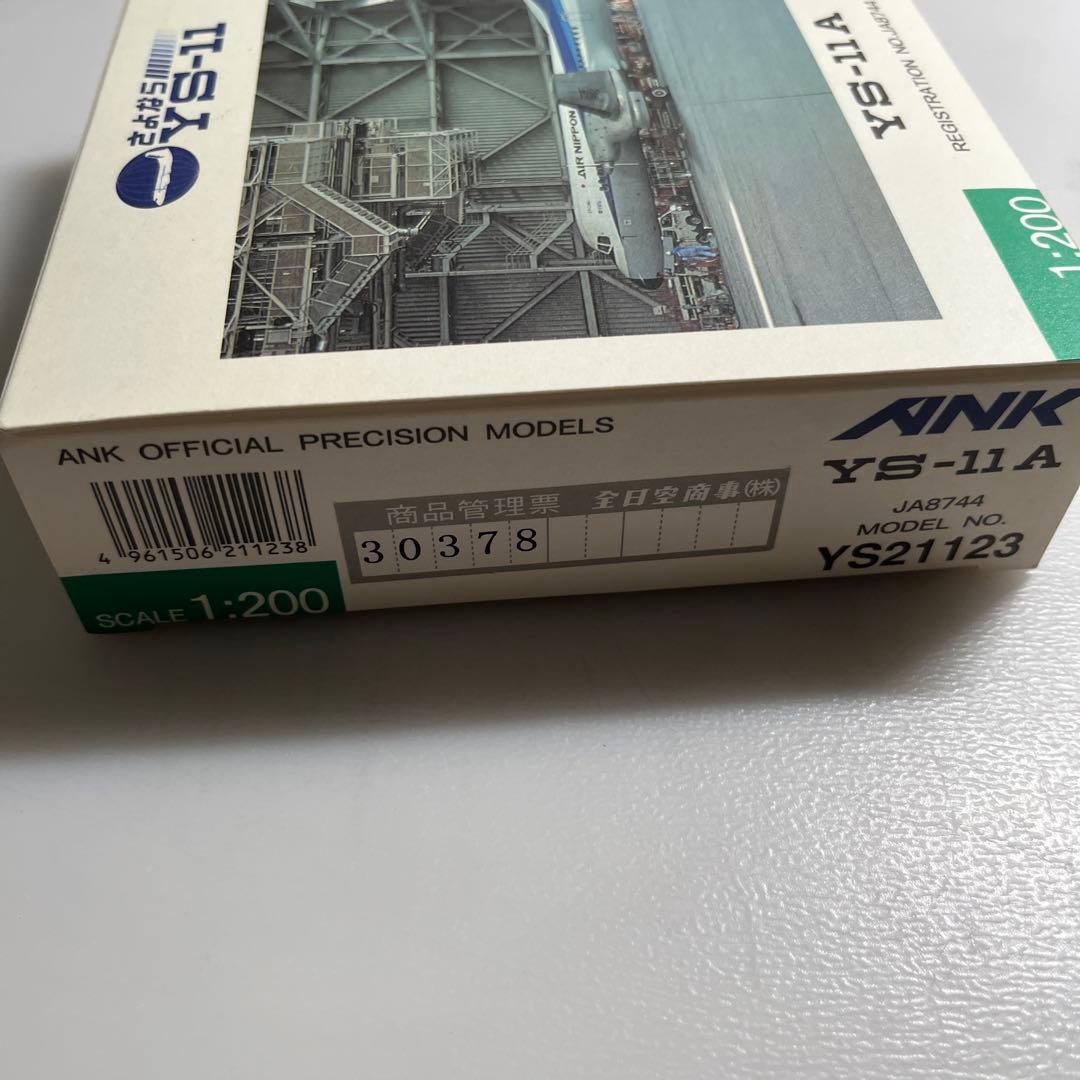 さよなら
YS-11
AIR NIPPON
YS-11A
REGISTRATION NO.JA8744
1:200
ANK OFFICIAL PRECISION MODELS
4 961506 211238
SCALE 1:200
商品管理票 全日空商事(株)
30378
ANK
YS-11A
JA8744
MODEL NO.
YS21123